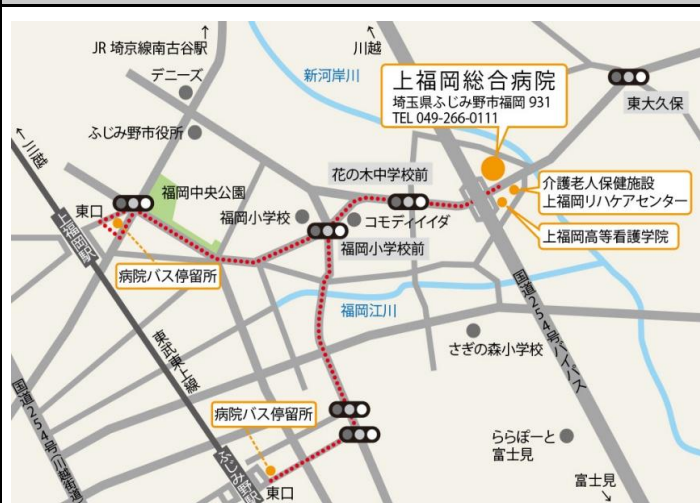 JR 埼京線南古谷駅
↑
川越
新河岸川
デニーズ
上福岡総合病院
埼玉県ふじみ野市福岡 931
TEL 049-266-0111
東大久保
ふじみ野市役所
←三越
花の木中学校前
介護老人保健施設
上福岡リハケアセンター
東口
福岡中央公園
福岡小学校
コモディイイダ
上福岡高等看護学院
上福岡駅
福岡小学校前
病院バス停留所
福岡江川
国道254号バイパス
東武東上線
さぎの森小学校
国道254号(川越街道
病院バス停留所
ららぽーと
富士見
ふじみ野駅
東口
富士見